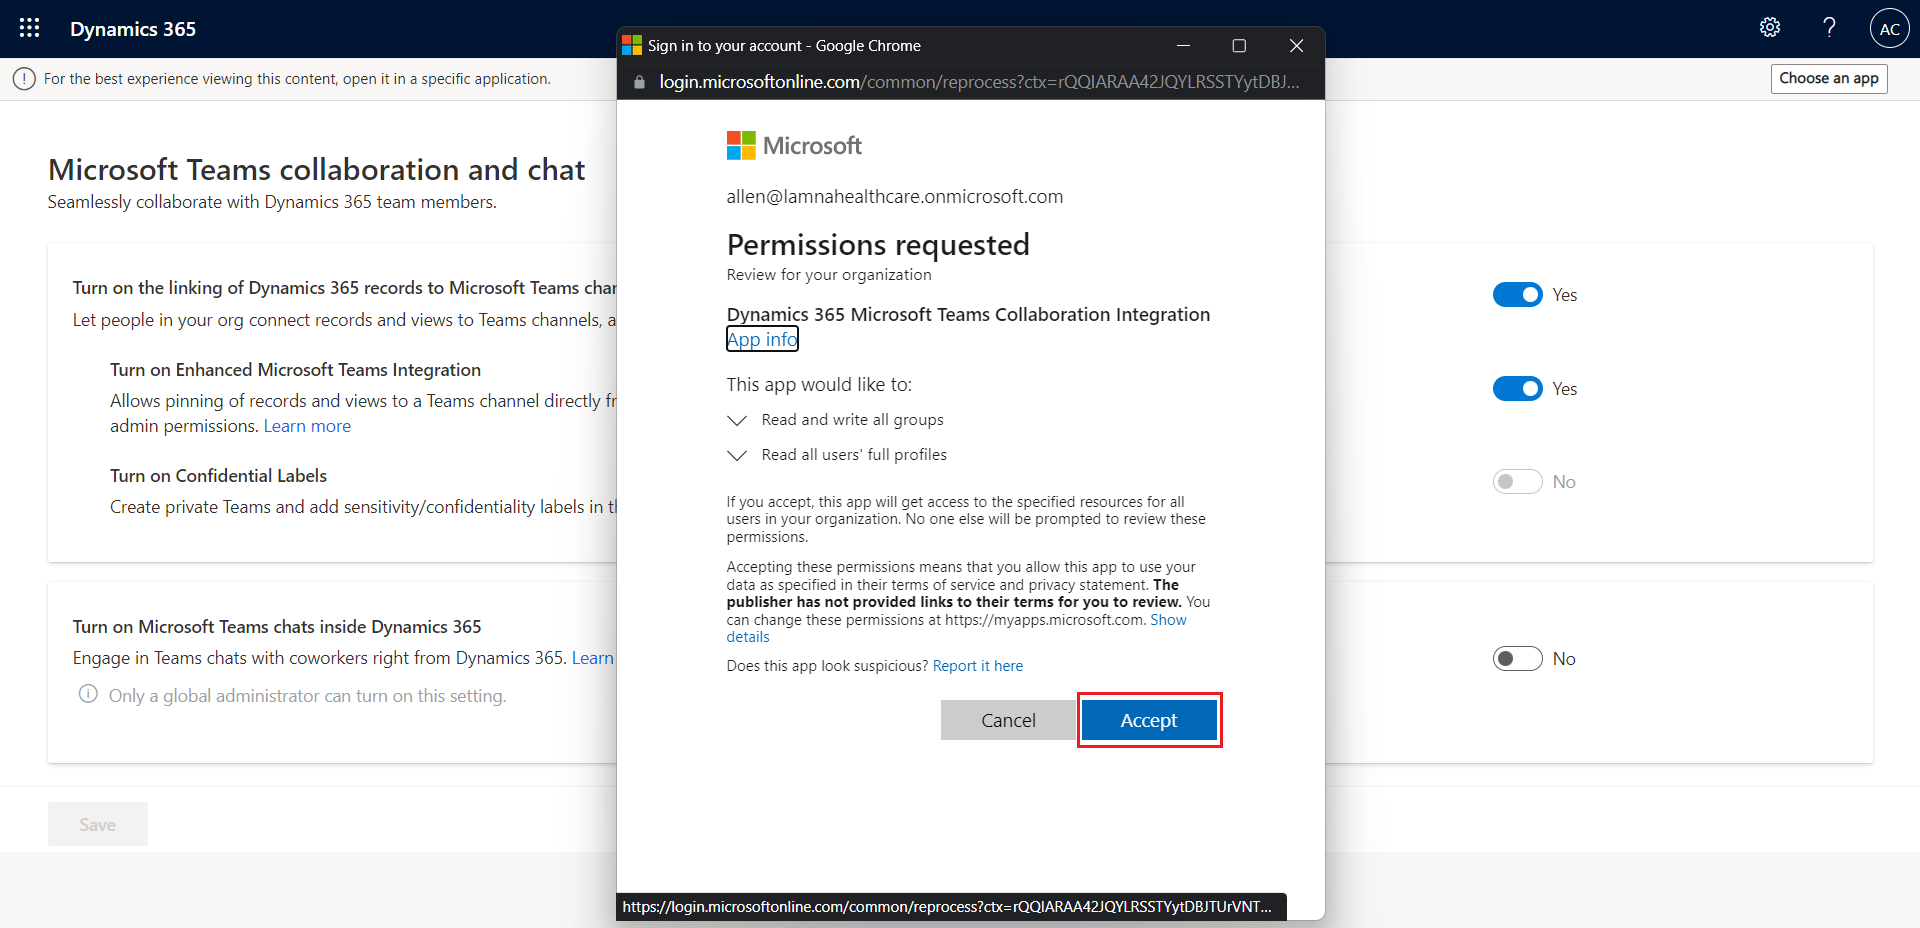 Dynamics 365
AC
For the best experience viewing this content, open it in a specific application.
Choose an app
Microsoft Teams collaboration and chat
Seamlessly collaborate with Dynamics 365 team members.
Turn on the linking of Dynamics 365 records to Microsoft Teams
Yes
Let people in your org connect records and views to Teams channels, a
Turn on Enhanced Microsoft Teams Integration
Yes
Allows pinning of records and views to a Teams channel directly
admin permissions. Learn more
Turn on Confidential Labels
No
Create private Teams and add sensitivity/confidentiality labels in
Turn on Microsoft Teams chats inside Dynamics 365
Engage in Teams chats with coworkers right from Dynamics 365. Learn
No
Only a global administrator can turn on this setting.
Save
Sign in to your account - Google Chrome
login.microsoftonline.com/common/reprocess?ctx=rQQIARAA42JQYLRSSTYytDBJ...
Microsoft
allen@lamnahealthcare.onmicrosoft.com
Permissions requested
Review for your organization
Dynamics 365 Microsoft Teams Collaboration Integration
App info
This app would like to:
Read and write all groups
Read all users' full profiles
If you accept, this app will get access to the specified resources for all
users in your organization. No one else will be prompted to review these
permissions.
Accepting these permissions means that you allow this app to use your
data as specified in their terms of service and privacy statement. The
publisher has not provided links to their terms for you to review. You
can change these permissions at https://myapps.microsoft.com. Show
details
Does this app look suspicious? Report it here
Cancel
Accept
https://login.microsoftonline.com/common/reprocess?ctx=rQQIARAA42JQYLRSSTYytDBJTUrVNT...